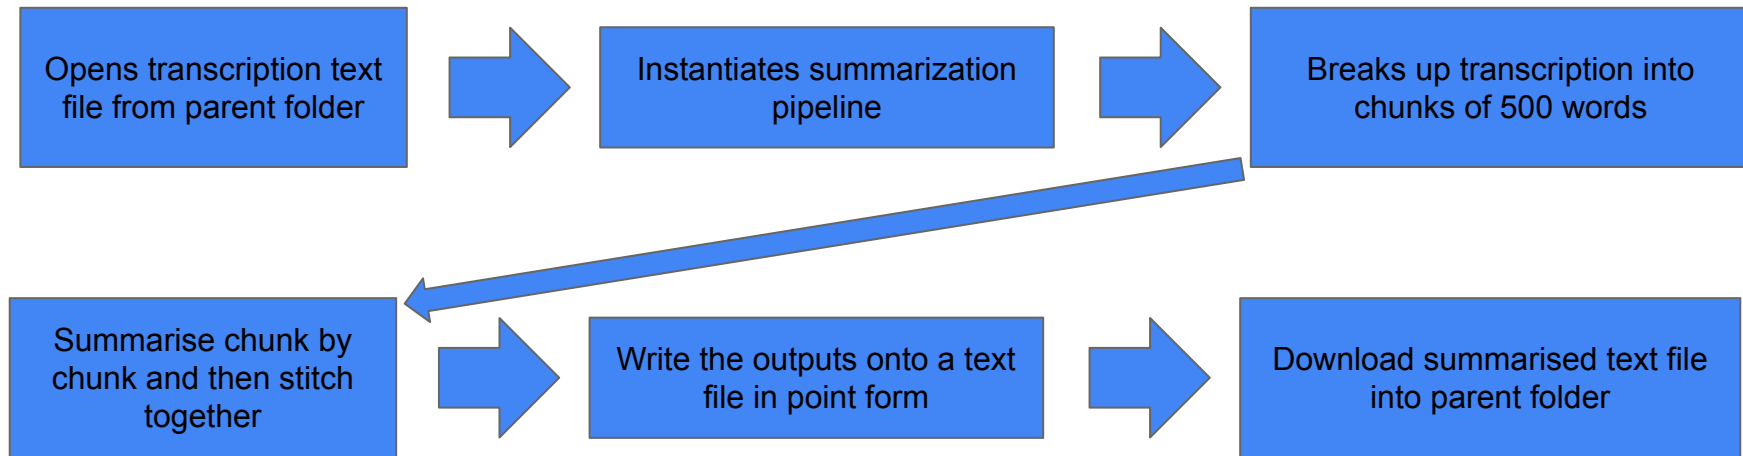 Opens transcription text
file from parent folder
Instantiates summarization
pipeline
Breaks up transcription into
chunks of 500 words
Summarise chunk by
chunk and then stitch
together
Write the outputs onto a text
file in point form
Download summarised text file
into parent folder